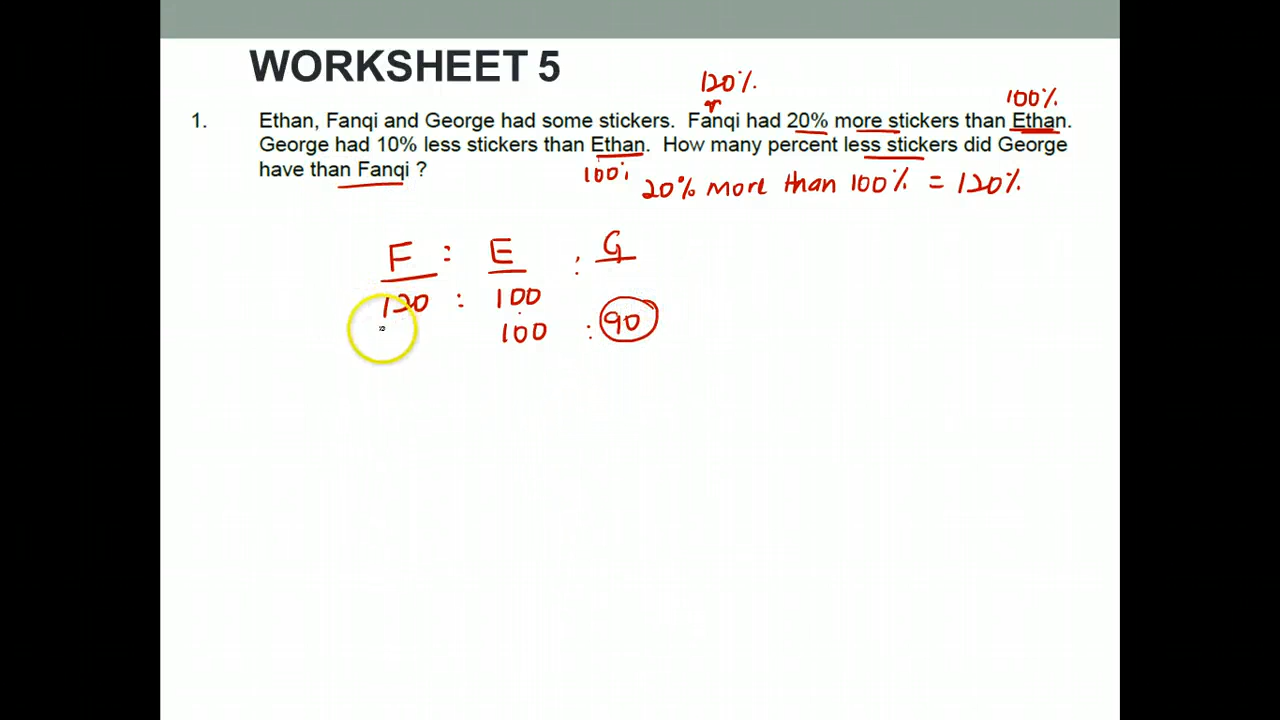 WORKSHEET 5
120%
100%
1. Ethan, Fanqi and George had some stickers. Fanqi had 20% more stickers than Ethan.
George had 10% less stickers than Ethan. How many percent less stickers did George
have than Fanqi ?
100%
20% more than 100% = 120%
F : E : G
120 : 100
100 : 90